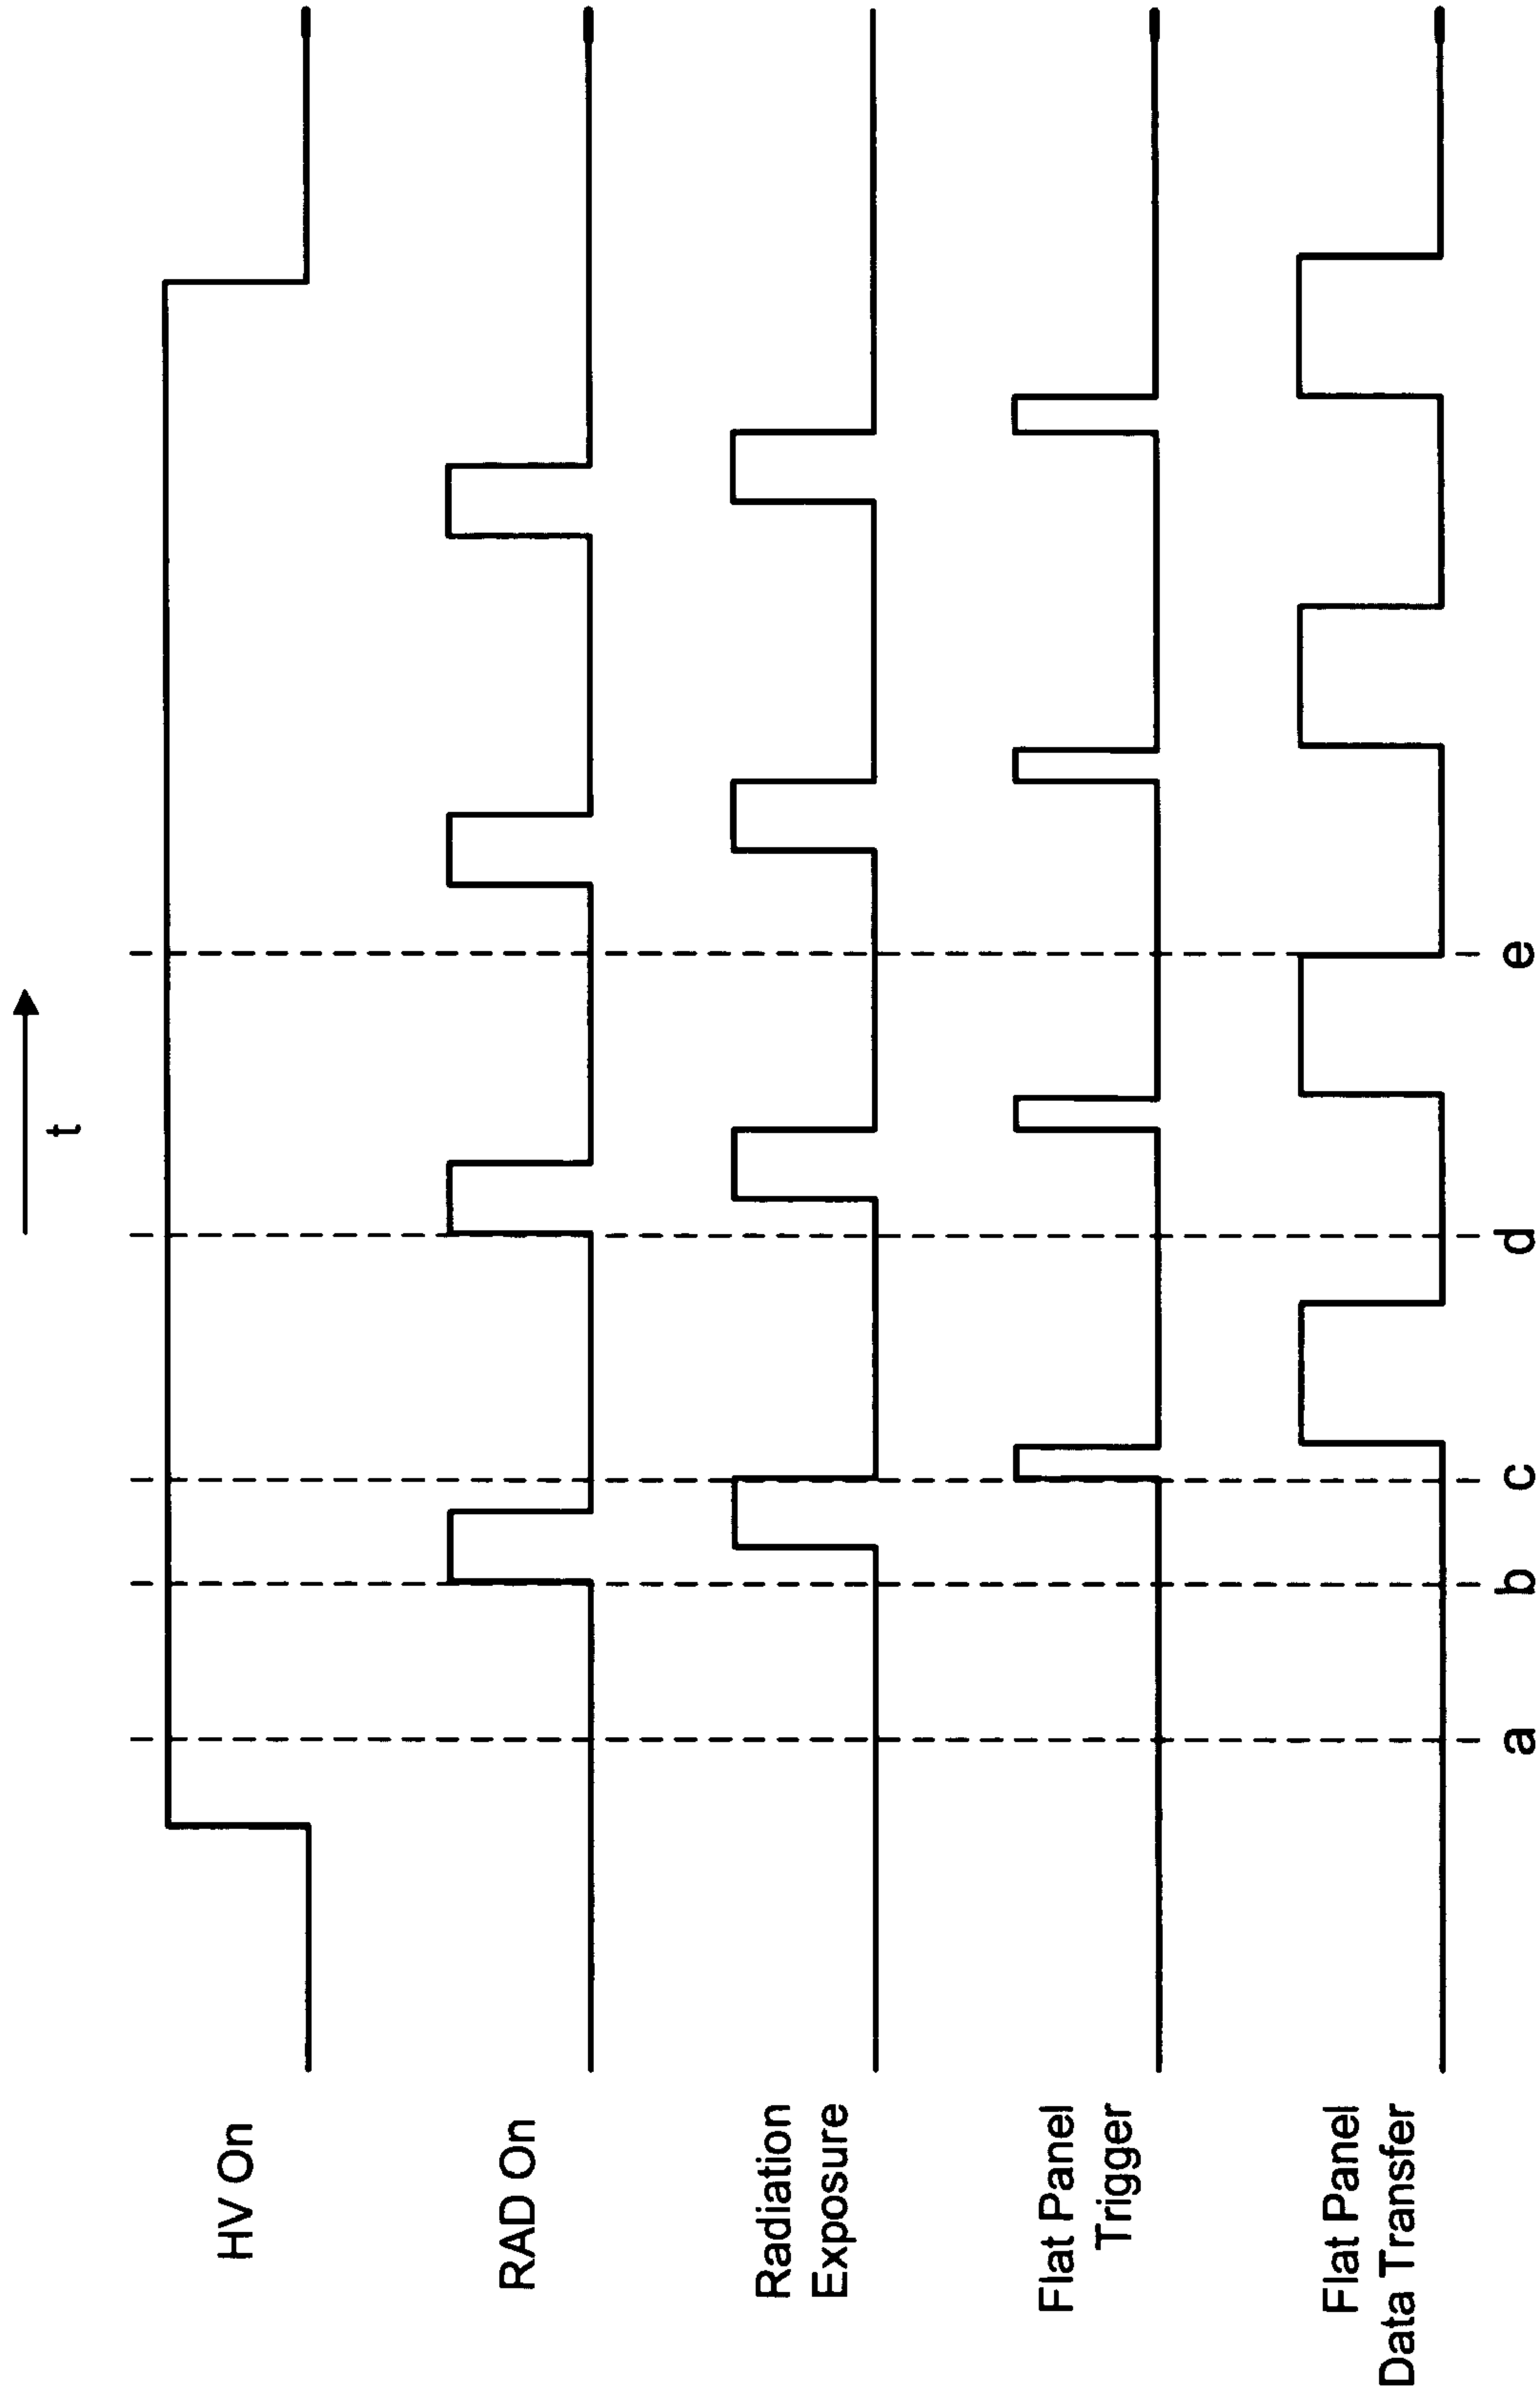 t
HV On
RAD On
Radiation
Exposure
Flat Panel
Trigger
Flat Panel
Data Transfer
a
b
c
d
e